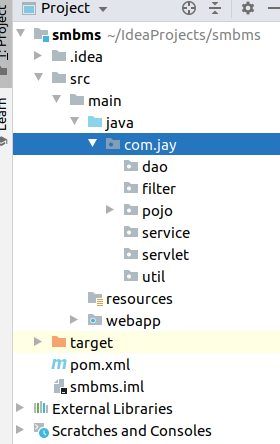 Project
1: Project
smbms ~/IdeaProjects/smbms
.idea
src
main
java
com.jay
Learn
dao
filter
pojo
service
servlet
util
resources
webapp
target
pom.xml
smbms.iml
External Libraries
Scratches and Consoles